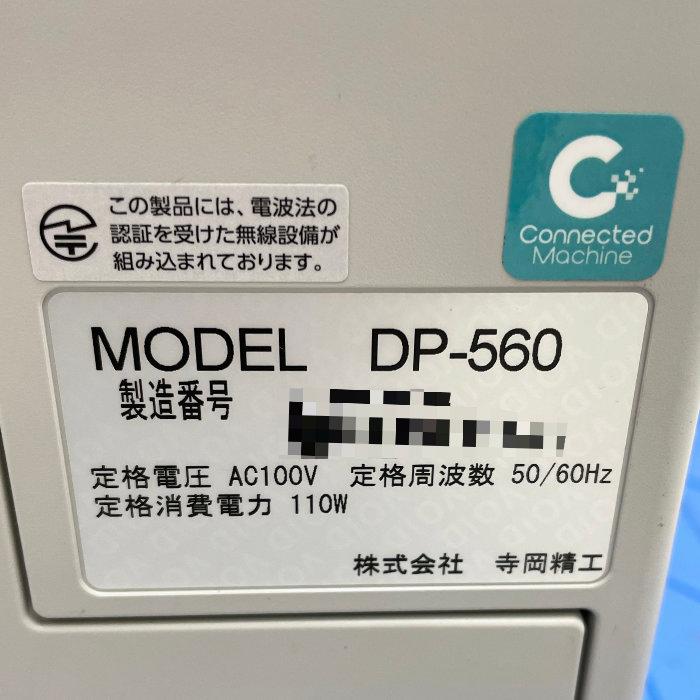 この製品には、電波法の
認証を受けた無線設備が
組み込まれております。
Connected
Machine
MODEL DP-560
製造番号
定格電圧 AC100V 定格周波数 50/60Hz
定格消費電力 110W
株式会社 寺岡精工